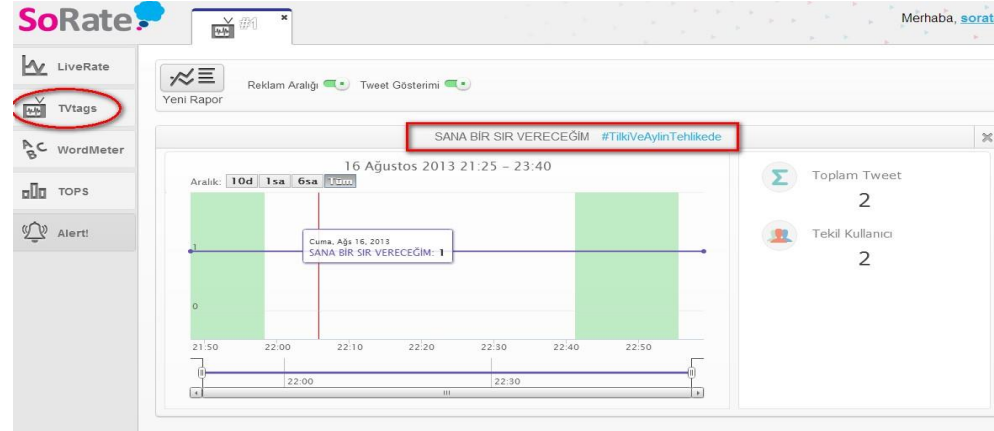 SoRate
#1
Merhaba, sorat
LiveRate
TVtags
WordMeter
TOPS
Alert!
Yeni Rapor
Reklam Aralığı
Tweet Gösterimi
SANA BİR SIR VERECEĞİM #TilkiVeAylinTehlikede
16 Ağustos 2013 21:25 - 23:40
Aralık: 10d 1sa 6sa Tüm
Cuma, Ağs 16, 2013
SANA BİR SIR VERECEĞİM: 1
1
0
21:50 22:00 22:10 22:20 22:30 22:40 22:50
22:00 22:30
Toplam Tweet
2
Tekil Kullanıcı
2